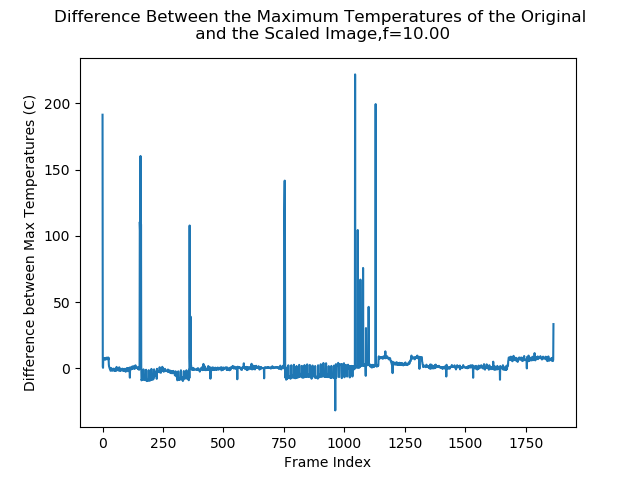 Difference Between the Maximum Temperatures of the Original
and the Scaled Image,f=10.00
Difference between Max Temperatures (C)
200
150
100
50
0
0 250 500 750 1000 1250 1500 1750
Frame Index